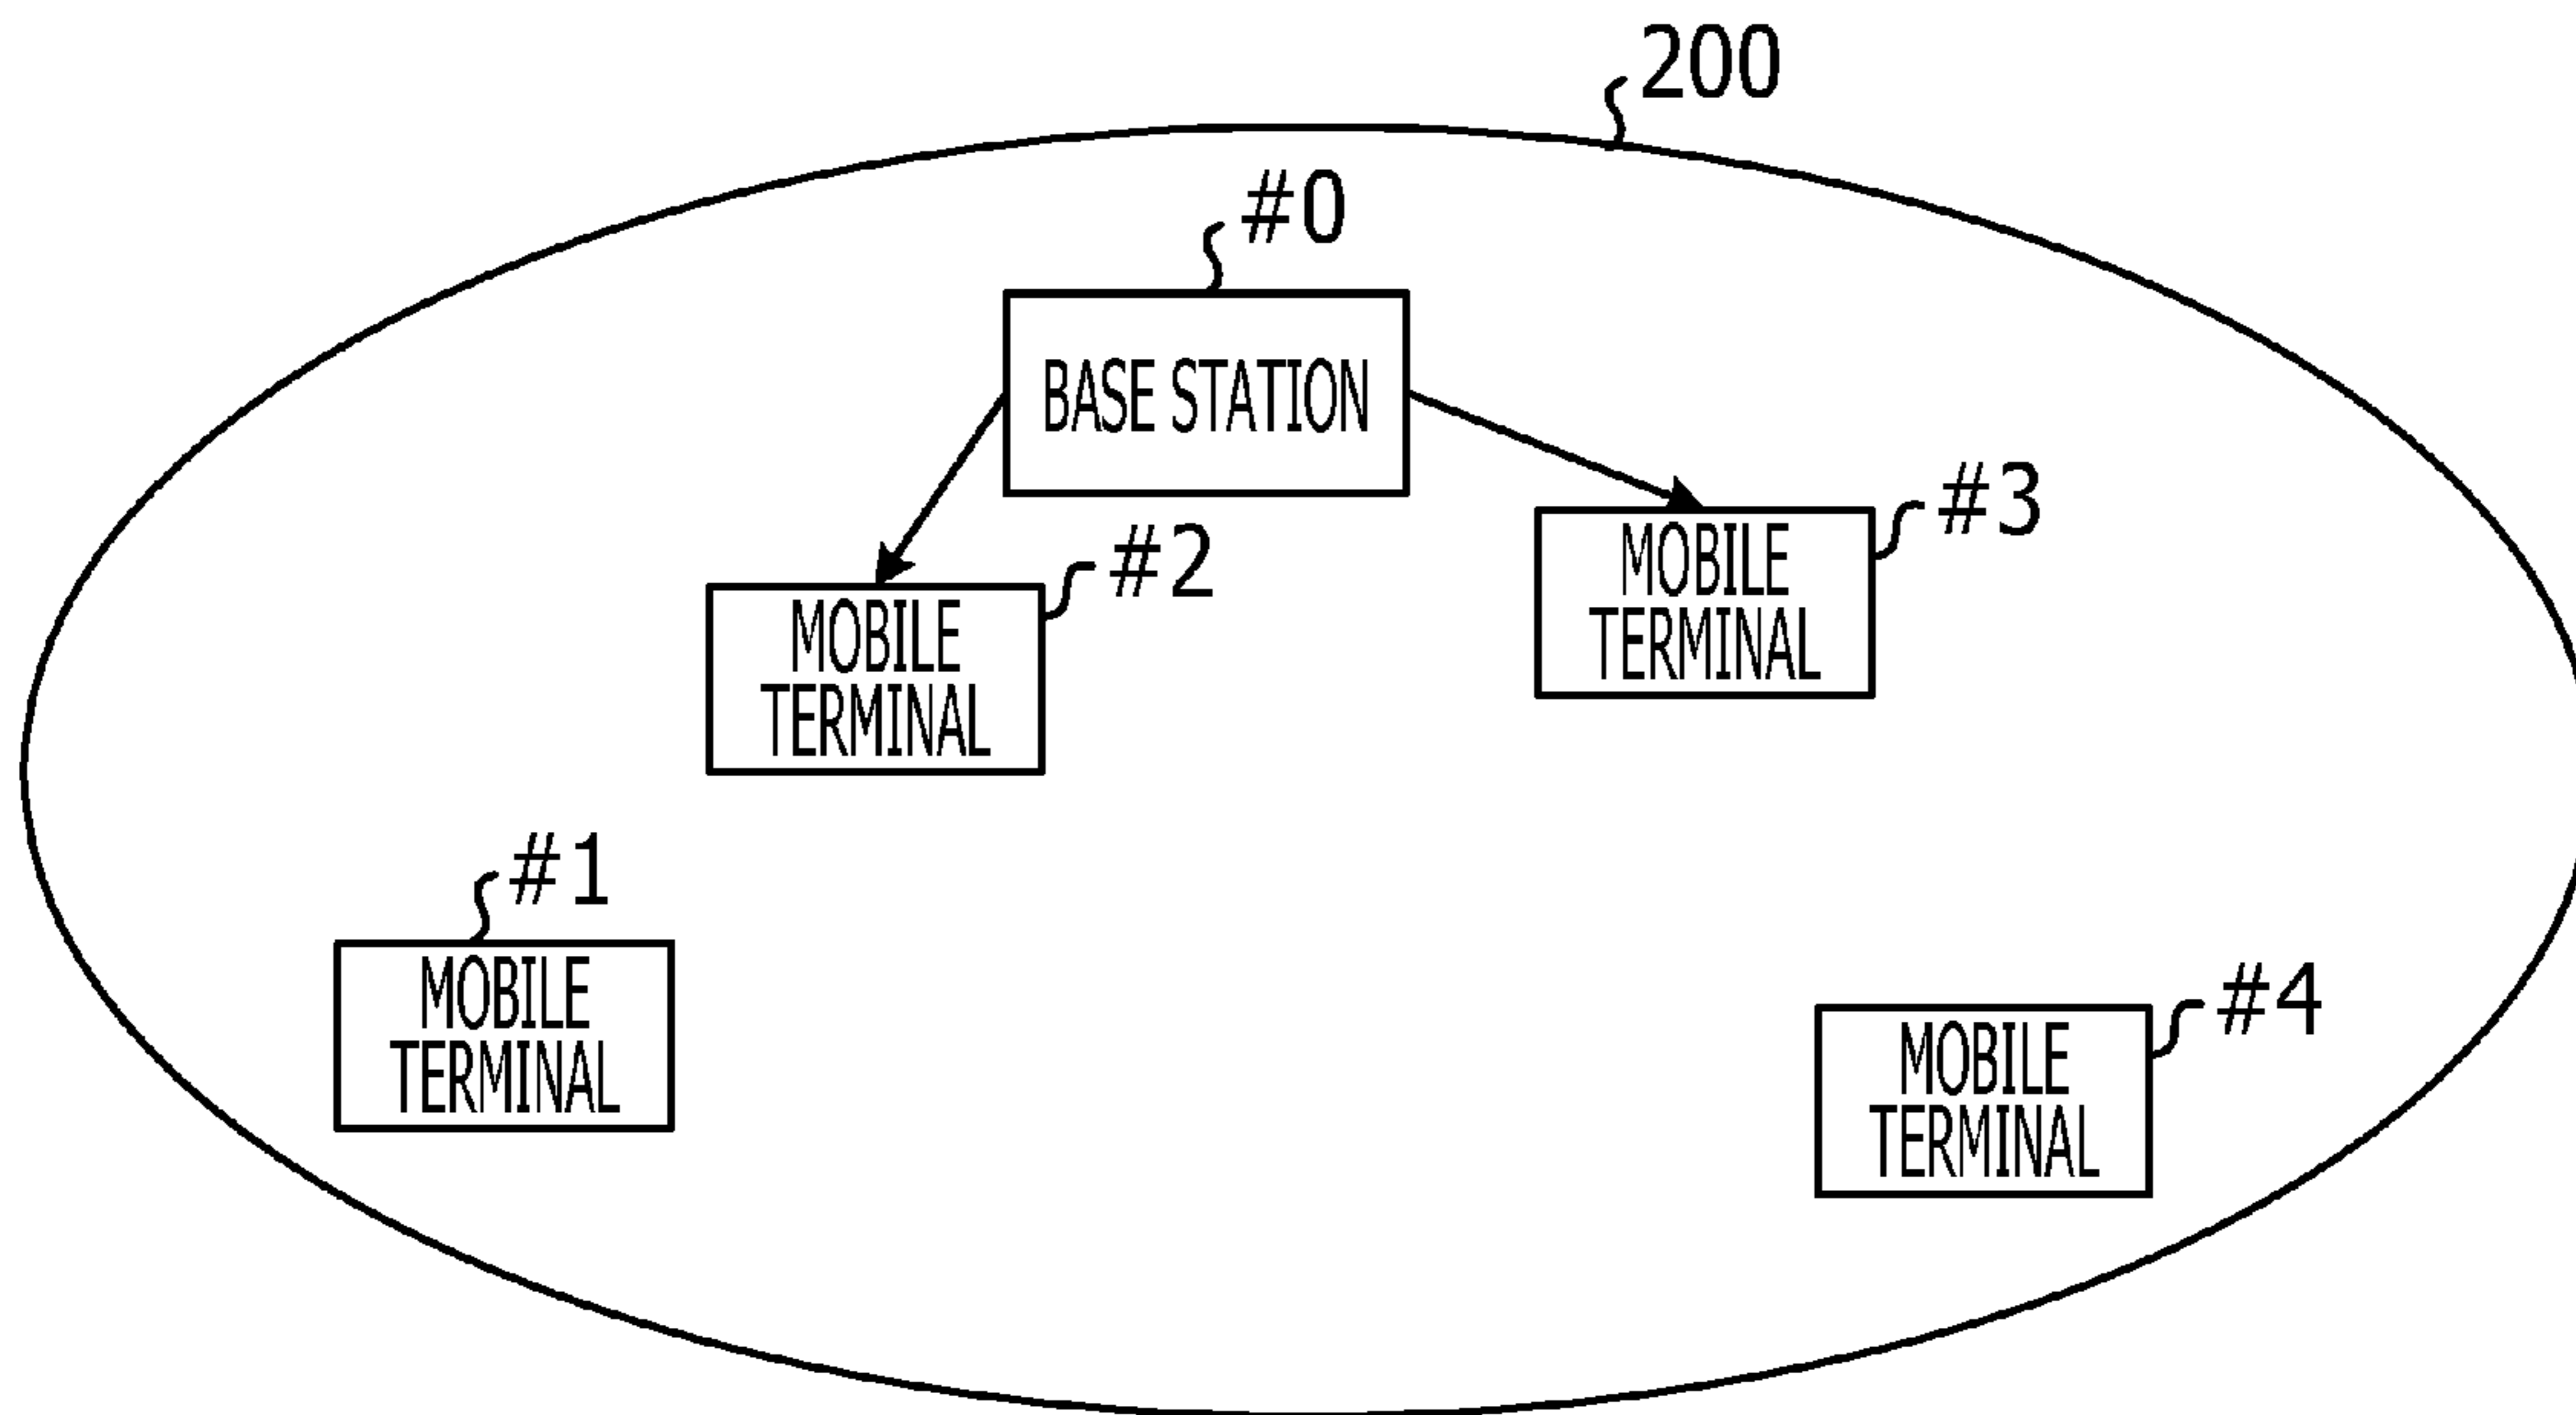 200
#0
BASE STATION
#3
MOBILE
TERMINAL
#2
MOBILE
TERMINAL
#1
MOBILE
TERMINAL
#4
MOBILE
TERMINAL